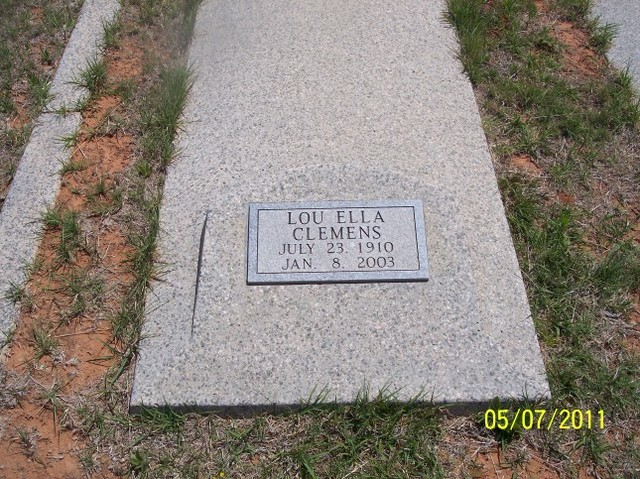 LOU ELLA
CLEMENS
JULY 23, 1910
JAN. 8, 2003
05/07/2011